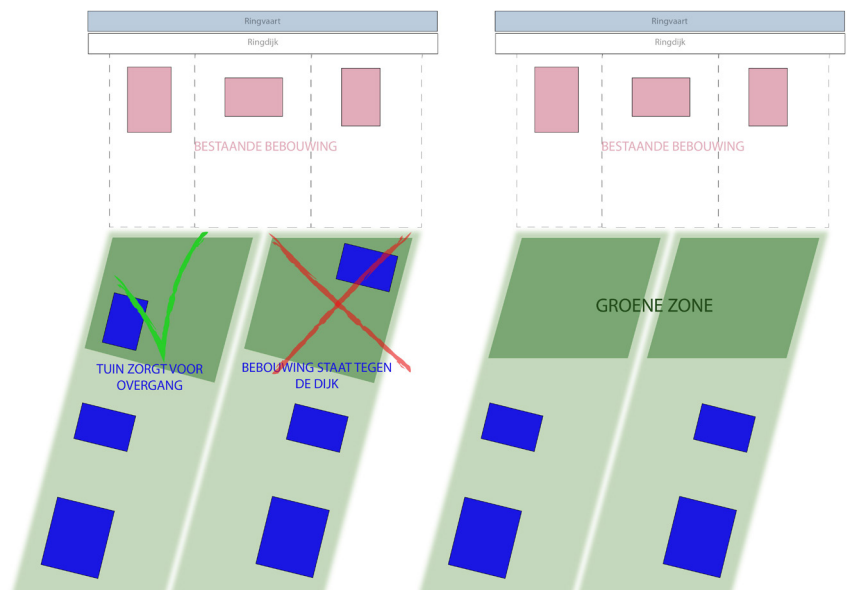 Ringvaart
Ringdijk
BESTAANDE BEBOUWING
TUIN ZORGT VOOR
OVERGANG
BEBOUWING STAAT TEGEN
DE DIJK
Ringvaart
Ringdijk
BESTAANDE BEBOUWING
GROENE ZONE